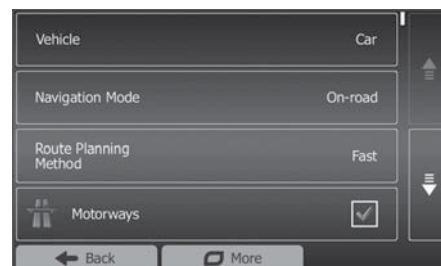 Vehicle Car
Navigation Mode On-road
Route Planning
Method Fast
Motorways
Back More